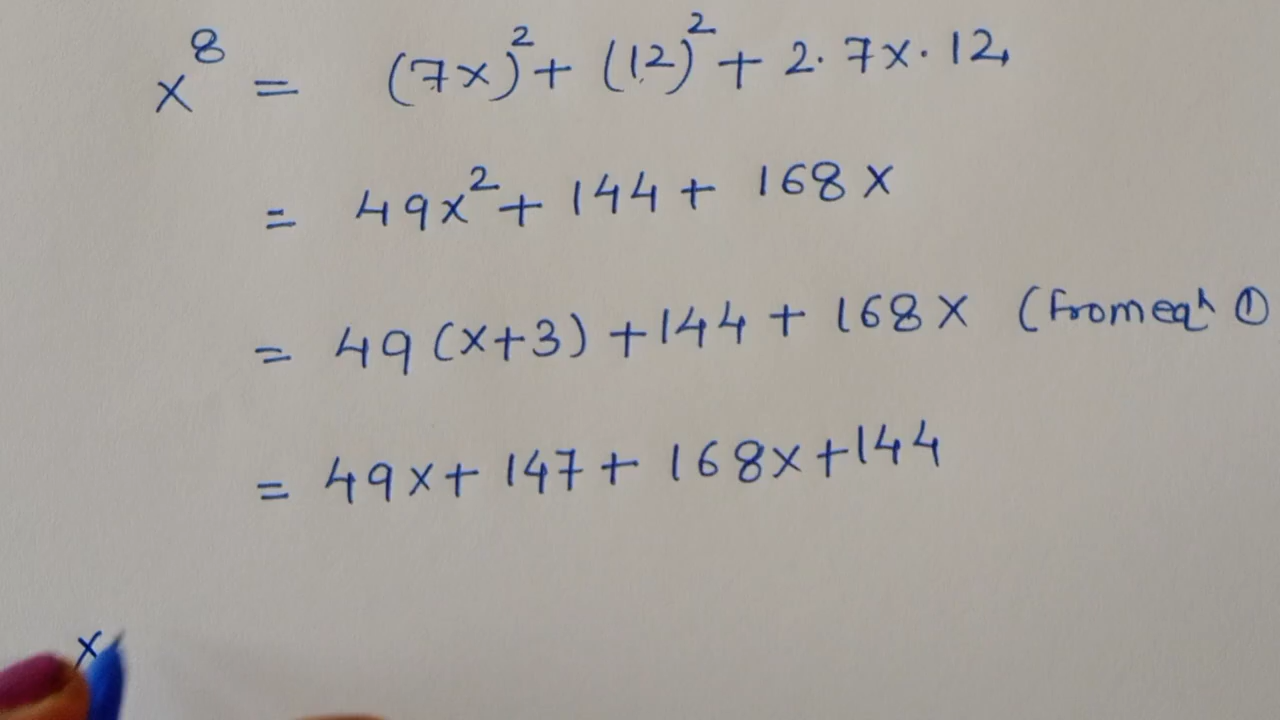 x⁸ = (7x)² + (12)² + 2·7x·12,
= 49x² + 144 + 168x
= 49(x+3) + 144 + 168x (from eqn ①
= 49x + 147 + 168x + 144
x